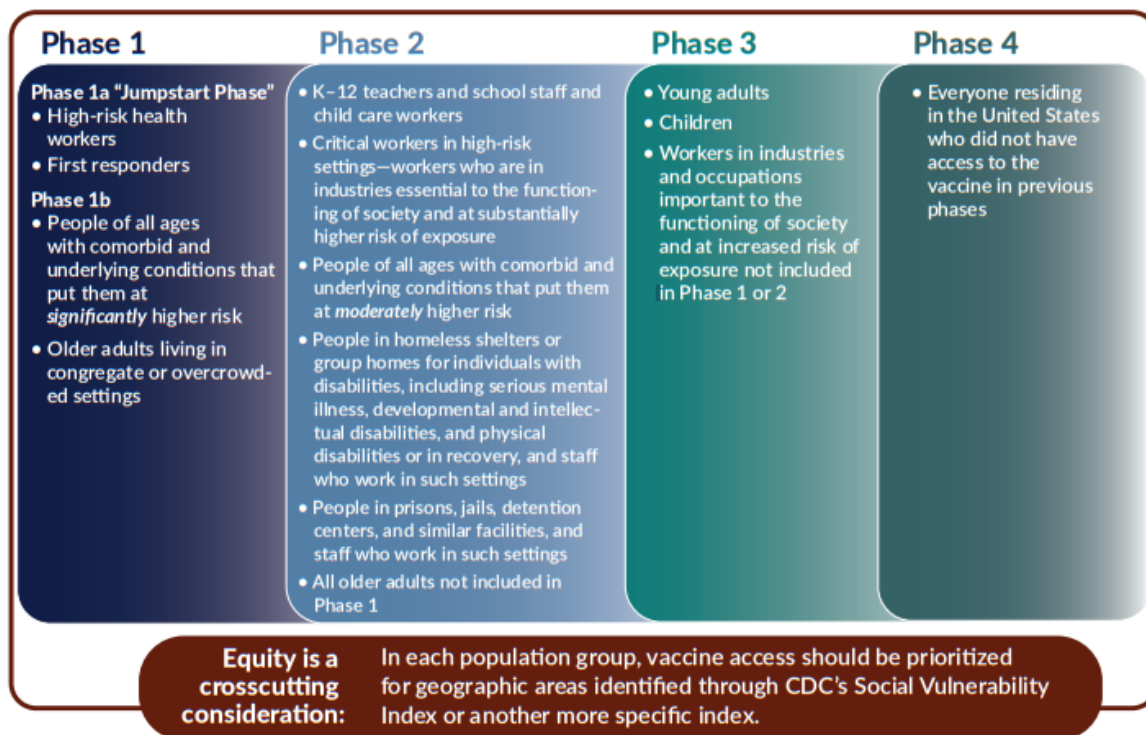 Phase 1
Phase 1a “Jumpstart Phase”
• High-risk health
workers
• First responders
Phase 1b
• People of all ages
with comorbid and
underlying conditions that
put them at
significantly higher risk
• Older adults living in
congregate or overcrowd-
ed settings
Phase 2
• K–12 teachers and school staff and
child care workers
• Critical workers in high-risk
settings—workers who are in
industries essential to the function-
ing of society and at substantially
higher risk of exposure
• People of all ages with comorbid and
underlying conditions that put them
at moderately higher risk
• People in homeless shelters or
group homes for individuals with
disabilities, including serious mental
illness, developmental and intellec-
tual disabilities, and physical
disabilities or in recovery, and staff
who work in such settings
• People in prisons, jails, detention
centers, and similar facilities, and
staff who work in such settings
• All older adults not included in
Phase 1
Phase 3
• Young adults
• Children
• Workers in industries
and occupations
important to the
functioning of society
and at increased risk of
exposure not included
in Phase 1 or 2
Phase 4
• Everyone residing
in the United States
who did not have
access to the
vaccine in previous
phases
Equity is a
crosscutting
consideration:
In each population group, vaccine access should be prioritized
for geographic areas identified through CDC’s Social Vulnerability
Index or another more specific index.